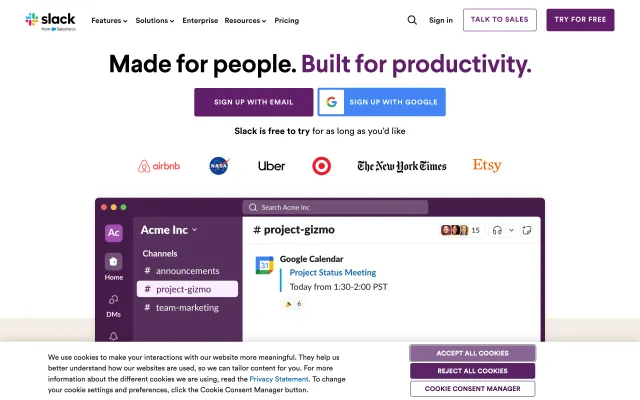 slack
from Salesforce
Features Solutions Enterprise Resources Pricing
Sign in
TALK TO SALES
TRY FOR FREE
Made for people. Built for productivity.
SIGN UP WITH EMAIL
SIGN UP WITH GOOGLE
Slack is free to try for as long as you'd like
airbnb
NASA
Uber
The New York Times
Etsy
Search Acme Inc
Ac
Acme Inc
# project-gizmo
15
Home
DMs
Channels
# announcements
# project-gizmo
# team-marketing
31
Google Calendar
Project Status Meeting
Today from 1:30-2:00 PST
6
We use cookies to make your interactions with our website more meaningful. They help us
better understand how our websites are used, so we can tailor content for you. For more
information about the different cookies we are using, read the Privacy Statement. To change
your cookie settings and preferences, click the Cookie Consent Manager button.
ACCEPT ALL COOKIES
REJECT ALL COOKIES
COOKIE CONSENT MANAGER